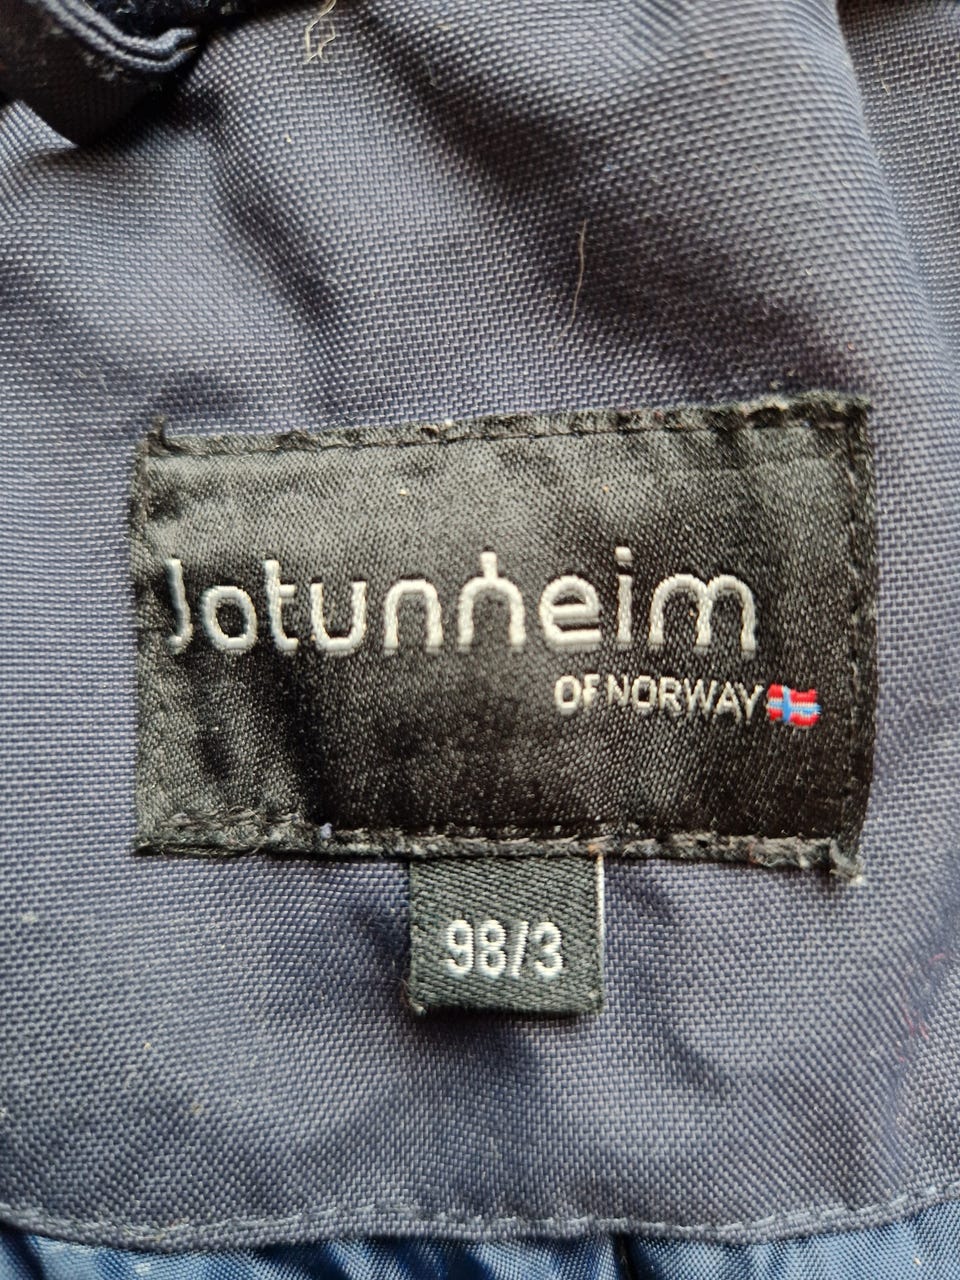 Jotunheim
OF NORWAY
98/3